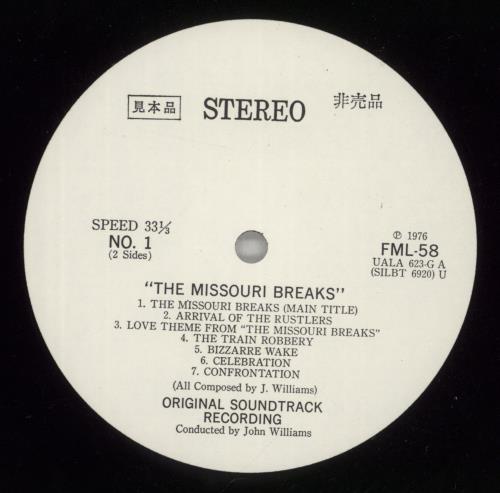 見本品 STEREO 非売品
SPEED 33⅓
NO. 1
(2 Sides)
℗ 1976
FML-58
UALA 623-G A
(SILBT 6920) U
"THE MISSOURI BREAKS"
1. THE MISSOURI BREAKS (MAIN TITLE)
2. ARRIVAL OF THE RUSTLERS
3. LOVE THEME FROM "THE MISSOURI BREAKS"
4. THE TRAIN ROBBERY
5. BIZZARRE WAKE
6. CELEBRATION
7. CONFRONTATION
(All Composed by J. Williams)
ORIGINAL SOUNDTRACK
RECORDING
Conducted by John Williams